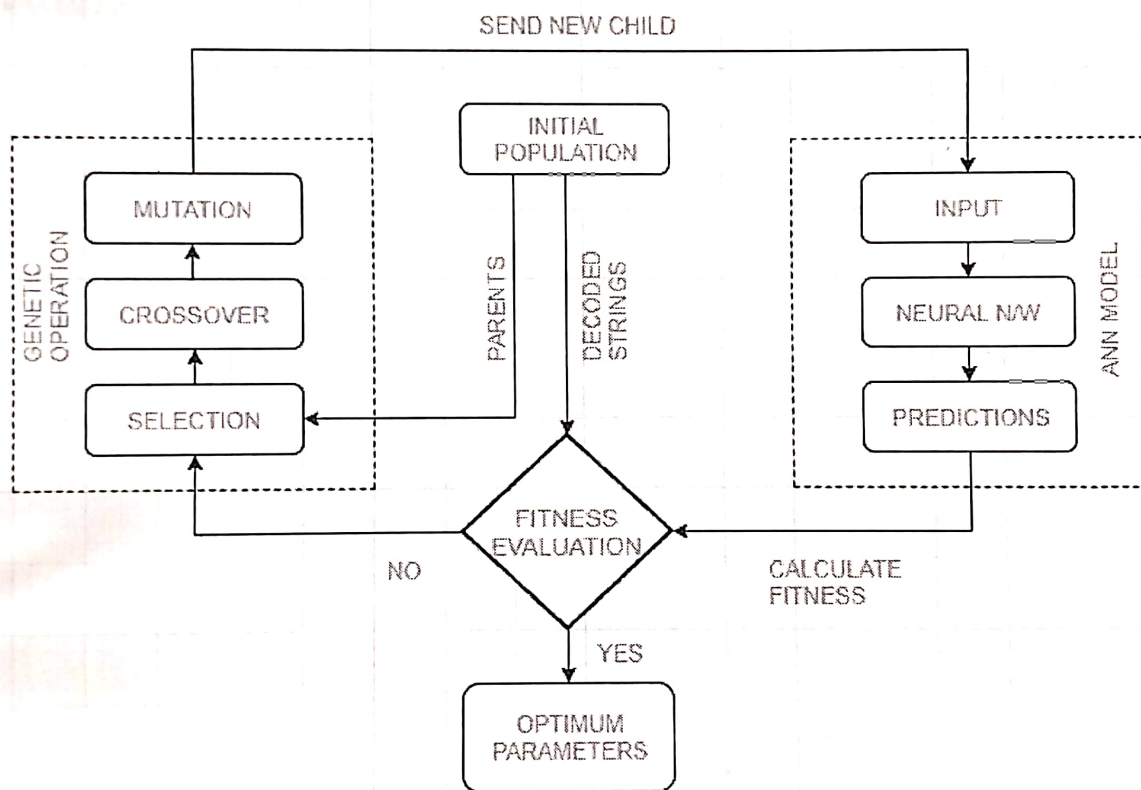 SEND NEW CHILD
INITIAL
POPULATION
MUTATION
INPUT
GENETIC
OPERATION
PARENTS
DECODED
STRINGS
ANN MODEL
CROSSOVER
NEURAL N/W
SELECTION
PREDICTIONS
FITNESS
EVALUATION
NO
CALCULATE
FITNESS
YES
OPTIMUM
PARAMETERS